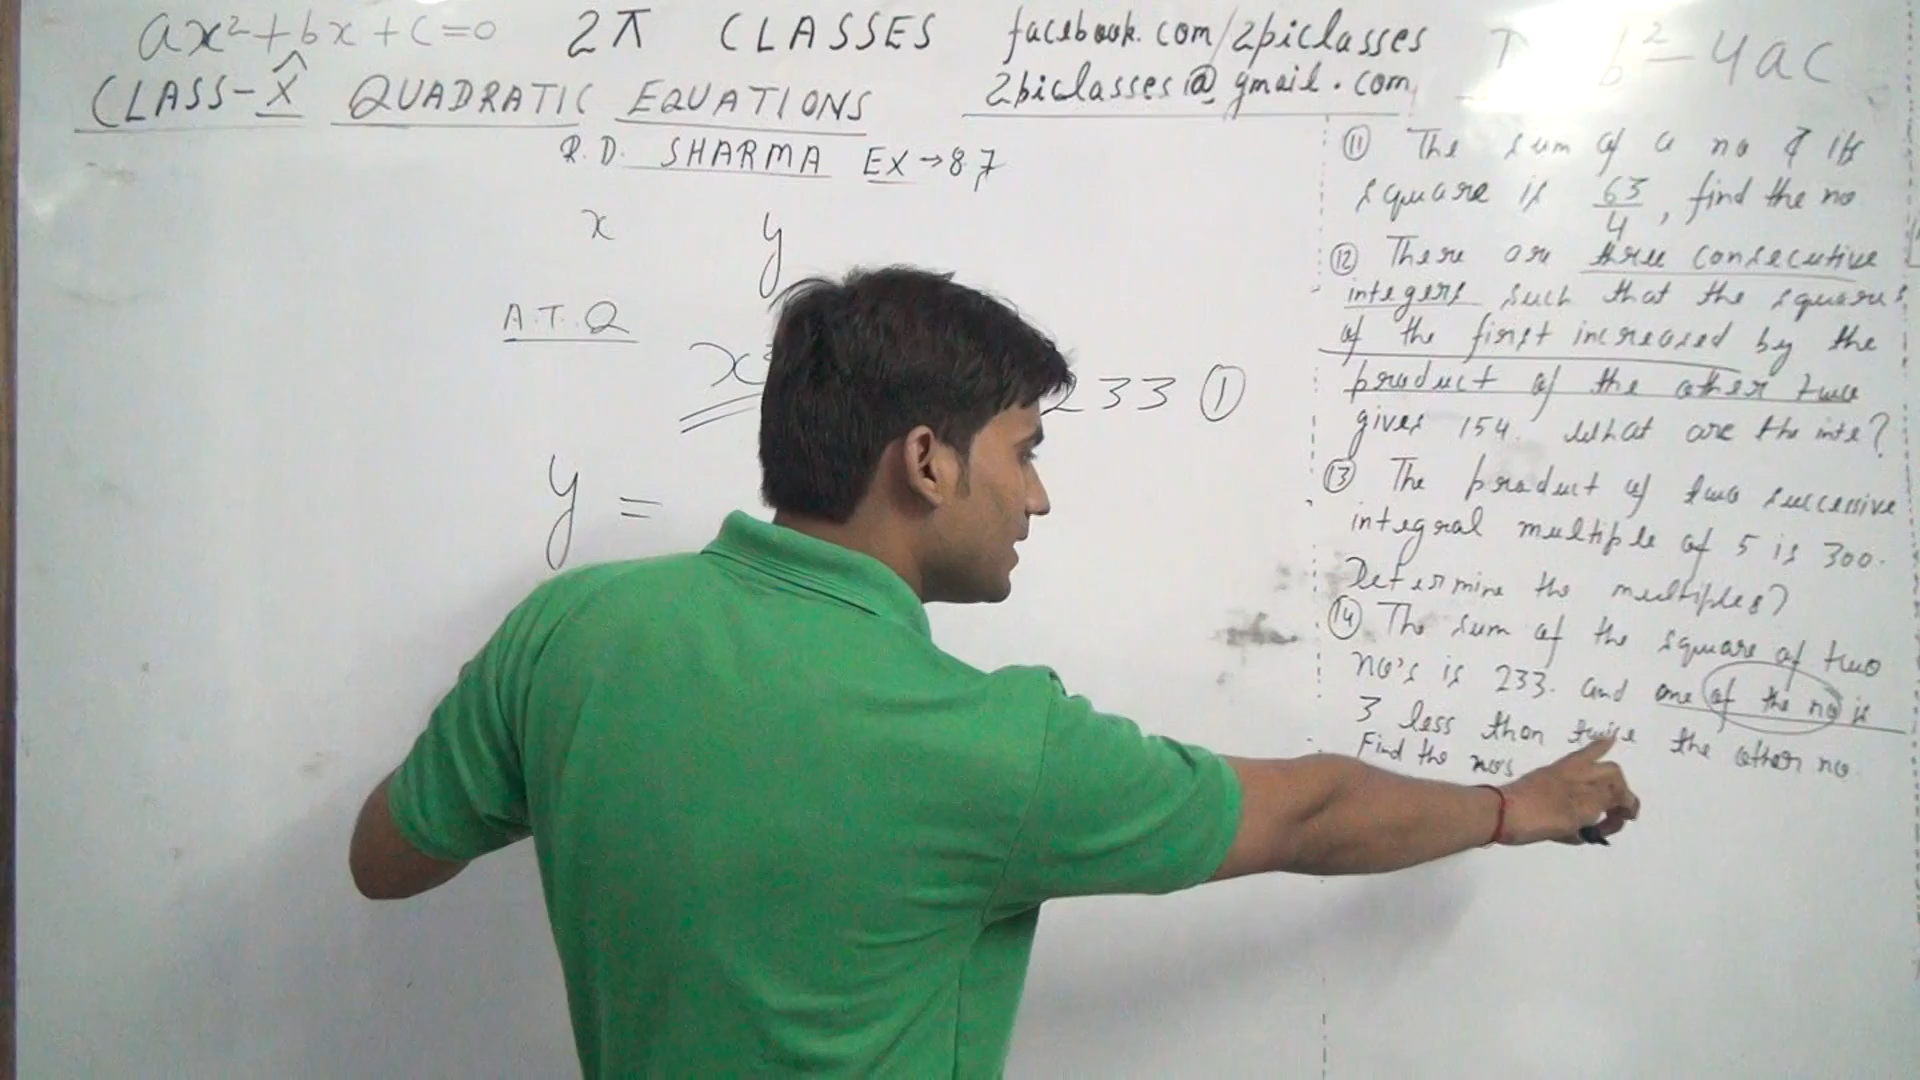 ax²+bx+c=0 2π CLASSES facebook.com/2piclasses b²-4ac
CLASS-X QUADRATIC EQUATIONS 2piclasses@gmail.com
R.D. SHARMA EX→8.7
x y
A.T.Q
x² 233 ①
y =
⑪ The sum of a no & its
square is 63/4, find the no
⑫ There are three consecutive
integers such that the squares
of the first increased by the
product of the other two
gives 154. What are the ints?
⑬ The product of two successive
integral multiple of 5 is 300.
Determine the multiples?
⑭ The sum of the square of two
no's is 233. and one of the no is
3 less than twice the other no
Find the nos